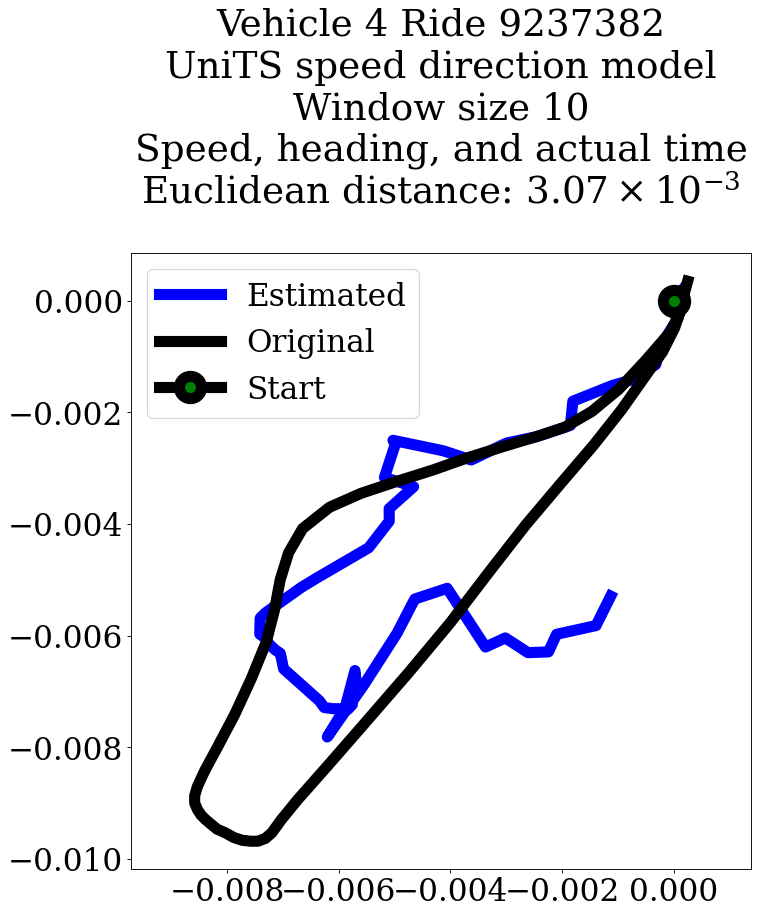 Vehicle 4 Ride 9237382
UniTS speed direction model
Window size 10
Speed, heading, and actual time
Euclidean distance: 3.07 × 10⁻³
Estimated
Original
Start
0.000
−0.002
−0.004
−0.006
−0.008
−0.010
−0.008 −0.006 −0.004 −0.002 0.000